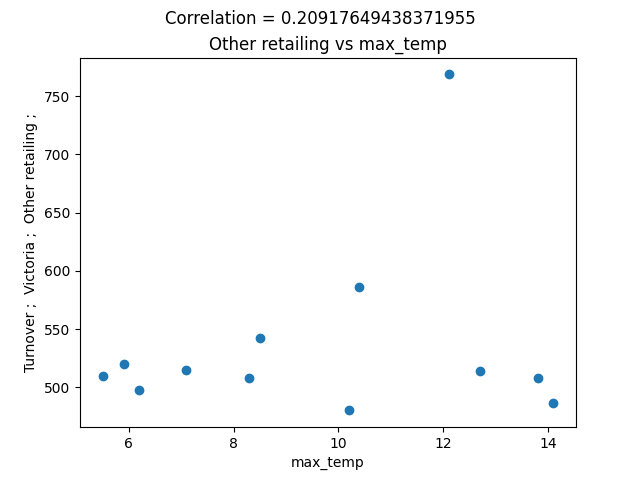 Correlation = 0.20917649438371955
Other retailing vs max_temp
Turnover ;  Victoria ;  Other retailing ;
750
700
650
600
550
500
6
8
10
12
14
max_temp